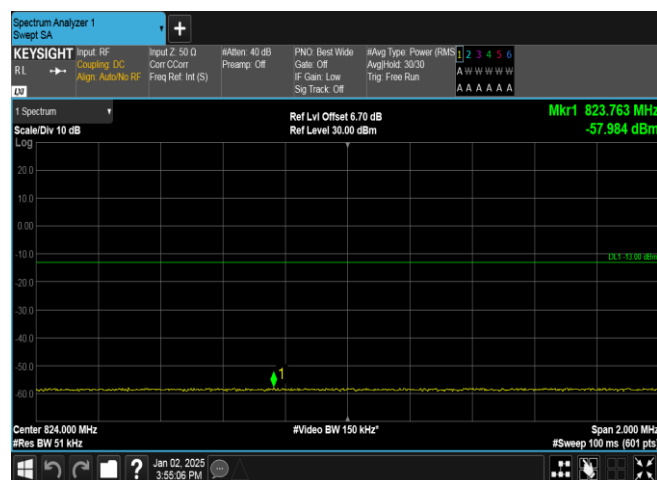 Spectrum Analyzer 1
Swept SA
+
KEYSIGHT
RL
LXI
Input: RF
Coupling: DC
Align: Auto/No RF
Input Z: 50 Ω
Corr CCorr
Freq Ref: Int (S)
#Atten: 40 dB
Preamp: Off
PNO: Best Wide
Gate: Off
IF Gain: Low
Sig Track: Off
#Avg Type: Power (RMS
Avg|Hold: 30/30
Trig: Free Run
1 2 3 4 5 6
A W W W W W
A A A A A A
1 Spectrum
Scale/Div 10 dB
Log
Ref Lvl Offset 6.70 dB
Ref Level 30.00 dBm
Mkr1 823.763 MHz
-57.984 dBm
20.0
10.0
0.00
-10.0
DL1 -13.00 dBm
-20.0
-30.0
-40.0
-50.0
1
-60.0
Center 824.000 MHz
#Video BW 150 kHz*
Span 2.000 MHz
#Res BW 51 kHz
#Sweep 100 ms (601 pts)
?
Jan 02, 2025
3:55:06 PM